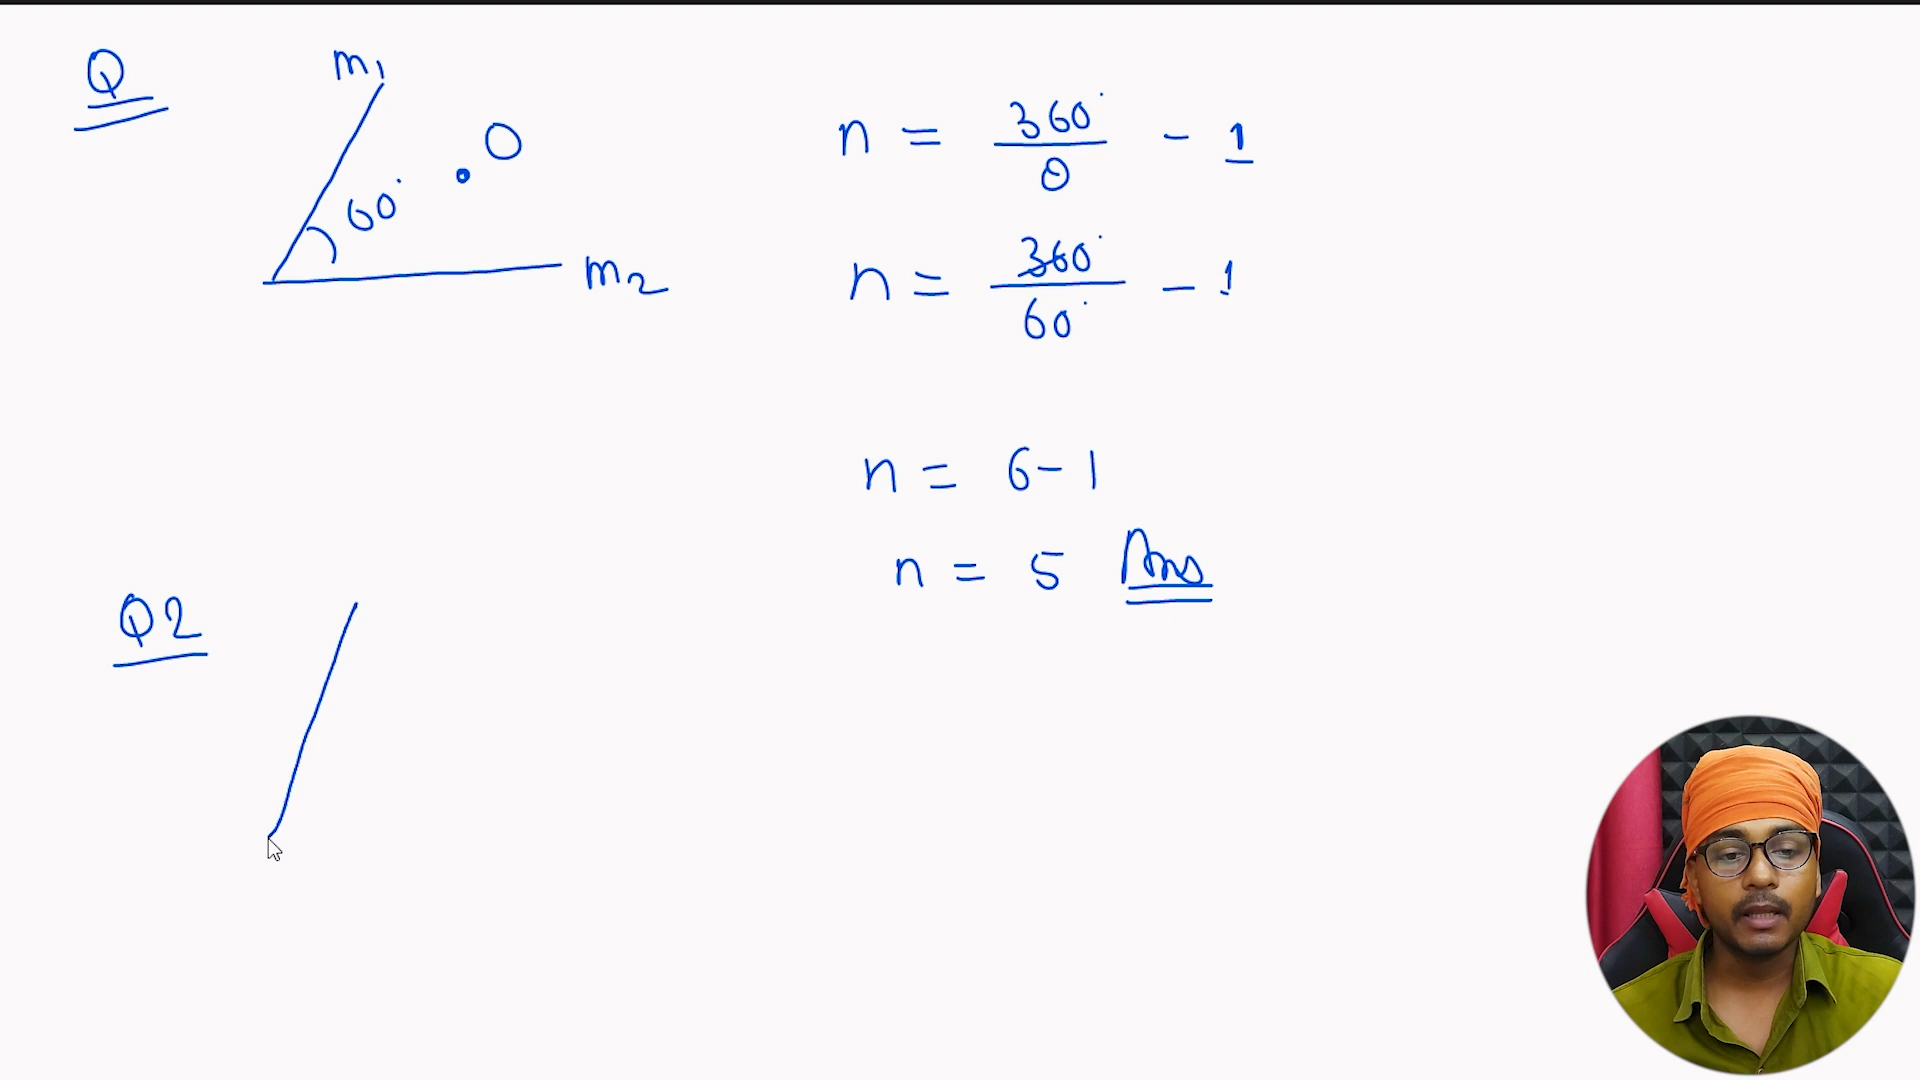 Q
m₁
O
60°
m₂
n = 360°/θ - 1
n = 360°/60° - 1
n = 6 - 1
n = 5 Ans
Q2